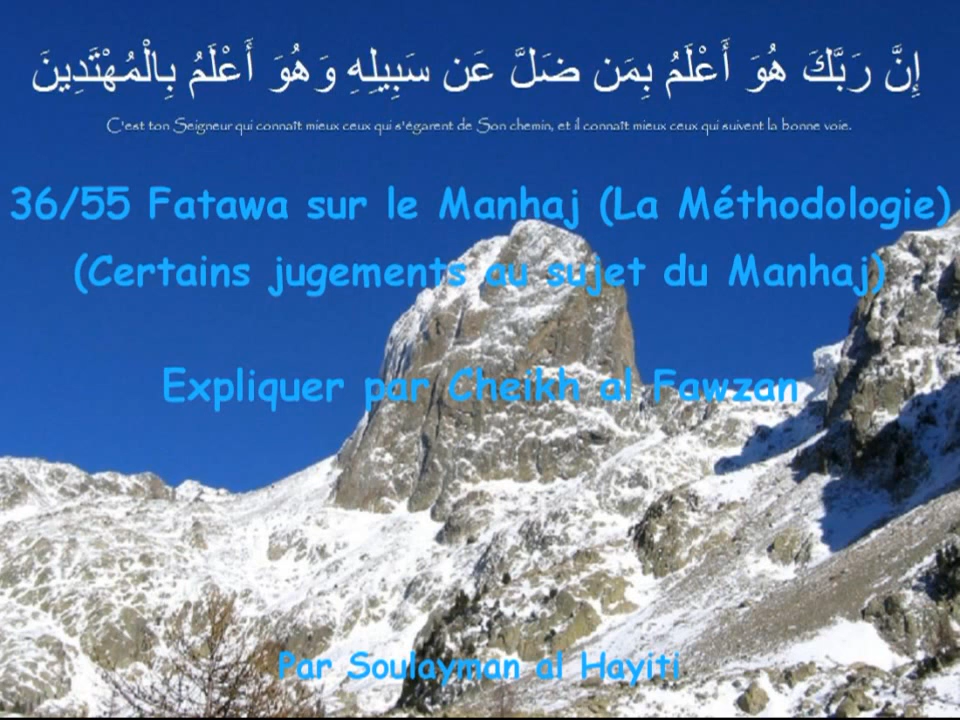 إِنَّ رَبَّكَ هُوَ أَعْلَمُ بِمَن ضَلَّ عَن سَبِيلِهِ وَهُوَ أَعْلَمُ بِالْمُهْتَدِينَ
C'est ton Seigneur qui connaît mieux ceux qui s'égarent de Son chemin, et il connaît mieux ceux qui suivent la bonne voie.
36/55 Fatawa sur le Manhaj (La Méthodologie)
(Certains jugements au sujet du Manhaj)
Expliquer par Cheikh al Fawzan
Par Soulayman al Hayiti